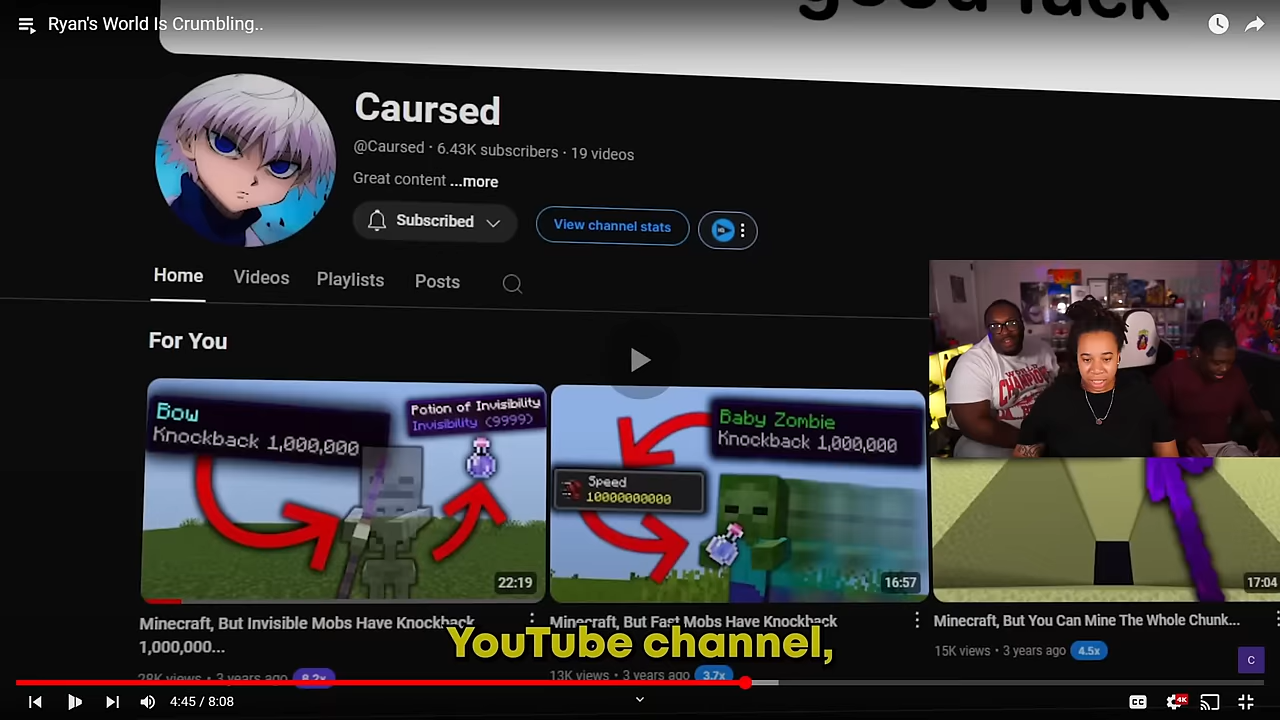 good luck
Ryan's World Is Crumbling..
Caursed
@Caursed · 6.43K subscribers · 19 videos
Great content ...more
Subscribed
View channel stats
Home Videos Playlists Posts
For You
Bow
Knockback 1,000,000
Potion of Invisibility
Invisibility (9999)
22:19
Baby Zombie
Knockback 1,000,000
Speed
10000000000
16:57
17:04
Minecraft, But Invisible Mobs Have Knockback
1,000,000...
28K views · 3 years ago 8.2x
Minecraft, But Fast Mobs Have Knockback
13K views · 3 years ago 3.7x
Minecraft, But You Can Mine The Whole Chunk...
15K views · 3 years ago 4.5x
YouTube channel,
C
4:45 / 8:08
CC
4K